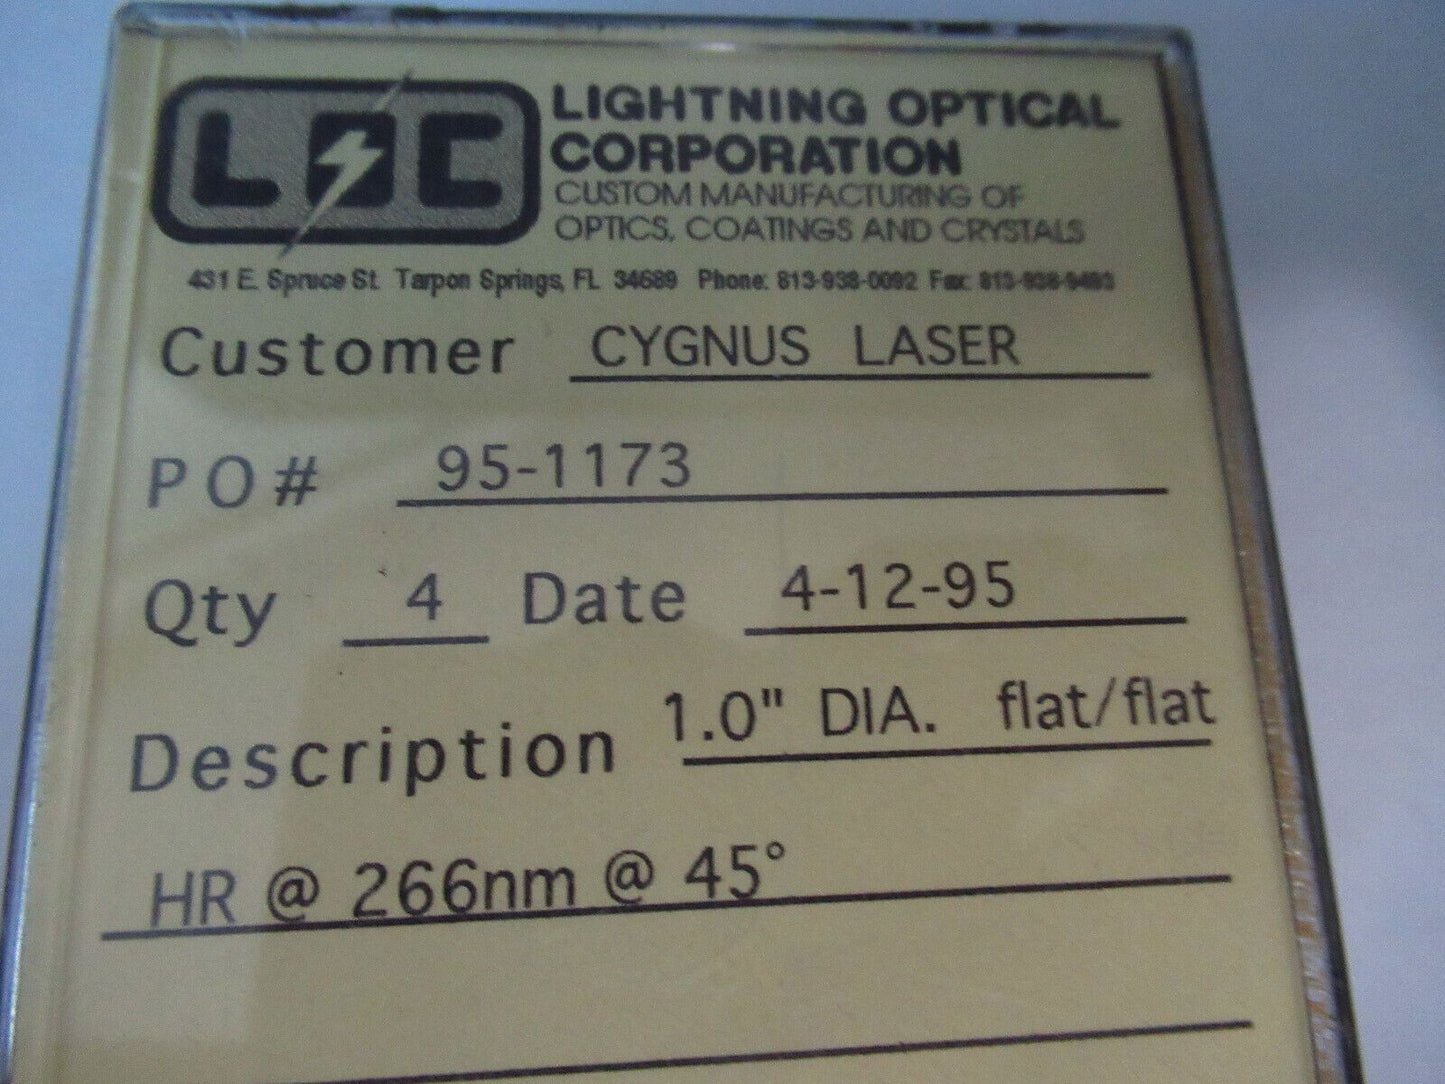 LOC LIGHTNING OPTICAL
CORPORATION
CUSTOM MANUFACTURING OF
OPTICS, COATINGS AND CRYSTALS
431 E. Spruce St. Tarpon Springs, FL 34689 Phone: 813-938-0092 Fax: 813-938-9493
Customer CYGNUS LASER
PO# 95-1173
Qty 4 Date 4-12-95
Description 1.0" DIA. flat/flat
HR @ 266nm @ 45°